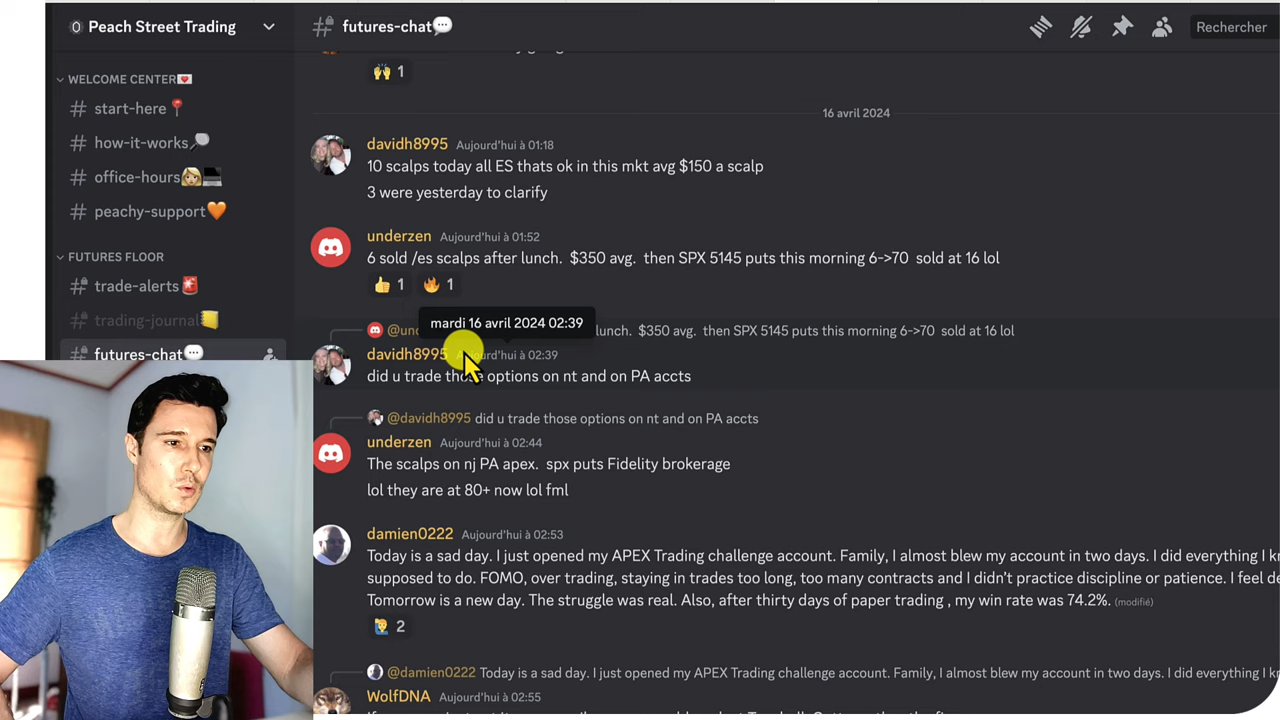 Peach Street Trading
futures-chat
Rechercher
WELCOME CENTER
start-here
how-it-works
office-hours
peachy-support
FUTURES FLOOR
trade-alerts
trading-journal
futures-chat
1
16 avril 2024
davidh8995 Aujourd'hui à 01:18
10 scalps today all ES thats ok in this mkt avg $150 a scalp
3 were yesterday to clarify
underzen Aujourd'hui à 01:52
6 sold /es scalps after lunch. $350 avg. then SPX 5145 puts this morning 6->70 sold at 16 lol
1 1
mardi 16 avril 2024 02:39
lunch. $350 avg. then SPX 5145 puts this morning 6->70 sold at 16 lol
davidh8995 Aujourd'hui à 02:39
did u trade those options on nt and on PA accts
@davidh8995 did u trade those options on nt and on PA accts
underzen Aujourd'hui à 02:44
The scalps on nj PA apex. spx puts Fidelity brokerage
lol they are at 80+ now lol fml
damien0222 Aujourd'hui à 02:53
Today is a sad day. I just opened my APEX Trading challenge account. Family, I almost blew my account in two days. I did everything I
supposed to do. FOMO, over trading, staying in trades too long, too many contracts and I didn't practice discipline or patience. I feel
Tomorrow is a new day. The struggle was real. Also, after thirty days of paper trading , my win rate was 74.2%. (modifié)
2
@damien0222 Today is a sad day. I just opened my APEX Trading challenge account. Family, I almost blew my account in two days. I did everything I
WolfDNA Aujourd'hui à 02:55